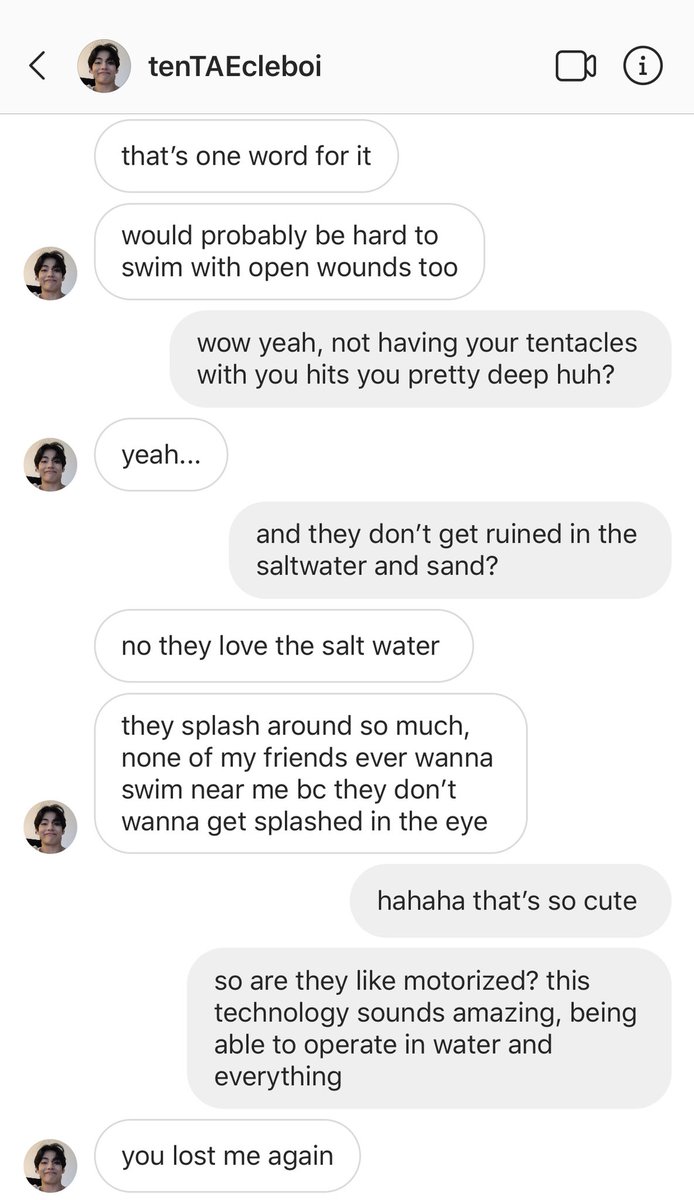 tenTAEcleboi
that’s one word for it
would probably be hard to
swim with open wounds too
wow yeah, not having your tentacles
with you hits you pretty deep huh?
yeah...
and they don’t get ruined in the
saltwater and sand?
no they love the salt water
they splash around so much,
none of my friends ever wanna
swim near me bc they don’t
wanna get splashed in the eye
hahaha that’s so cute
so are they like motorized? this
technology sounds amazing, being
able to operate in water and
everything
you lost me again